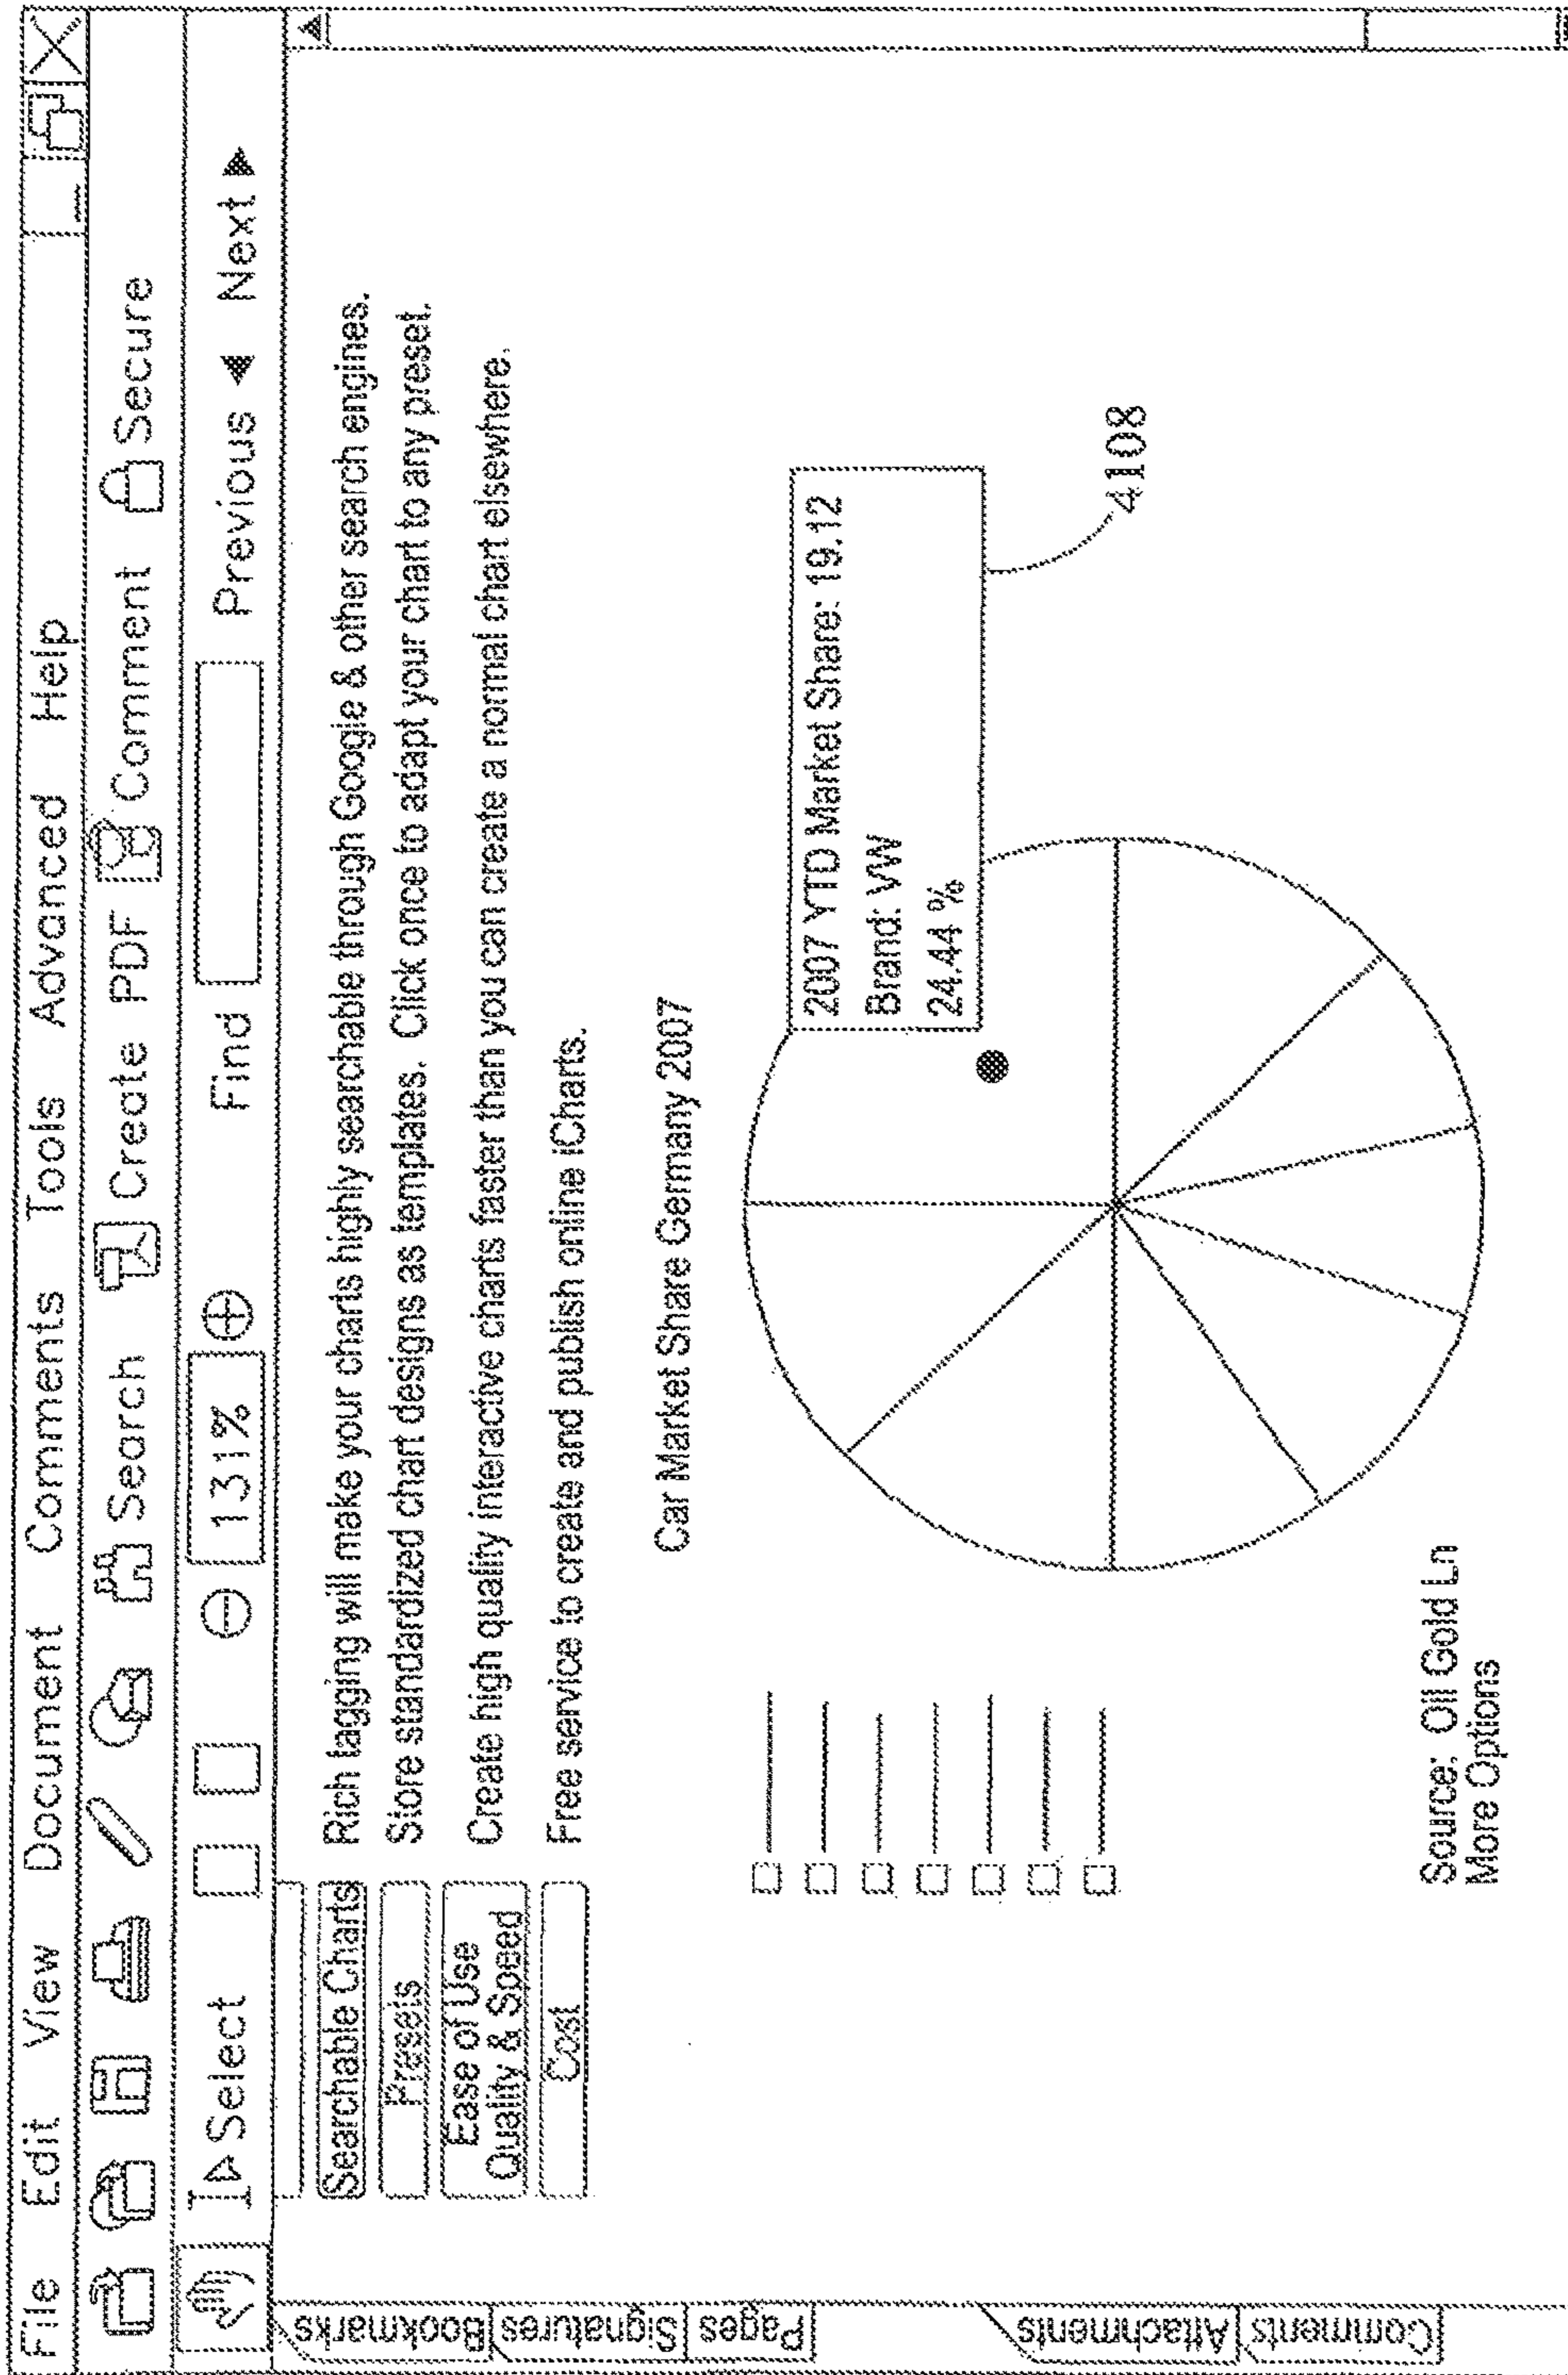 File Edit View Document Comments Tools Advanced Help
Search Create PDF Comment Secure
Select 131% Find Previous Next
Searchable Charts Rich tagging will make your charts highly searchable through Google & other search engines.
Presets Store standardized chart designs as templates. Click once to adapt your chart to any preset.
Ease of Use
Quality & Speed Create high quality interactive charts faster than you can create a normal chart elsewhere.
Cost Free service to create and publish online iCharts.
Car Market Share Germany 2007
2007 YTD Market Share: 19.12
Brand: VW
24.44 %
4108
Source: Oil Gold Ln
More Options
Bookmarks
Signatures
Pages
Attachments
Comments